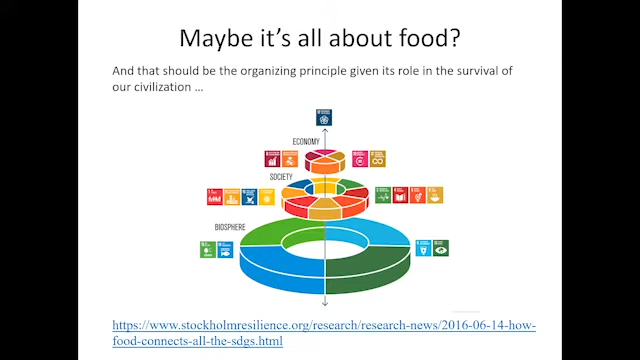 Maybe it's all about food?
And that should be the organizing principle given its role in the survival of
our civilization …
ECONOMY
SOCIETY
BIOSPHERE
https://www.stockholmresilience.org/research/research-news/2016-06-14-how-
food-connects-all-the-sdgs.html